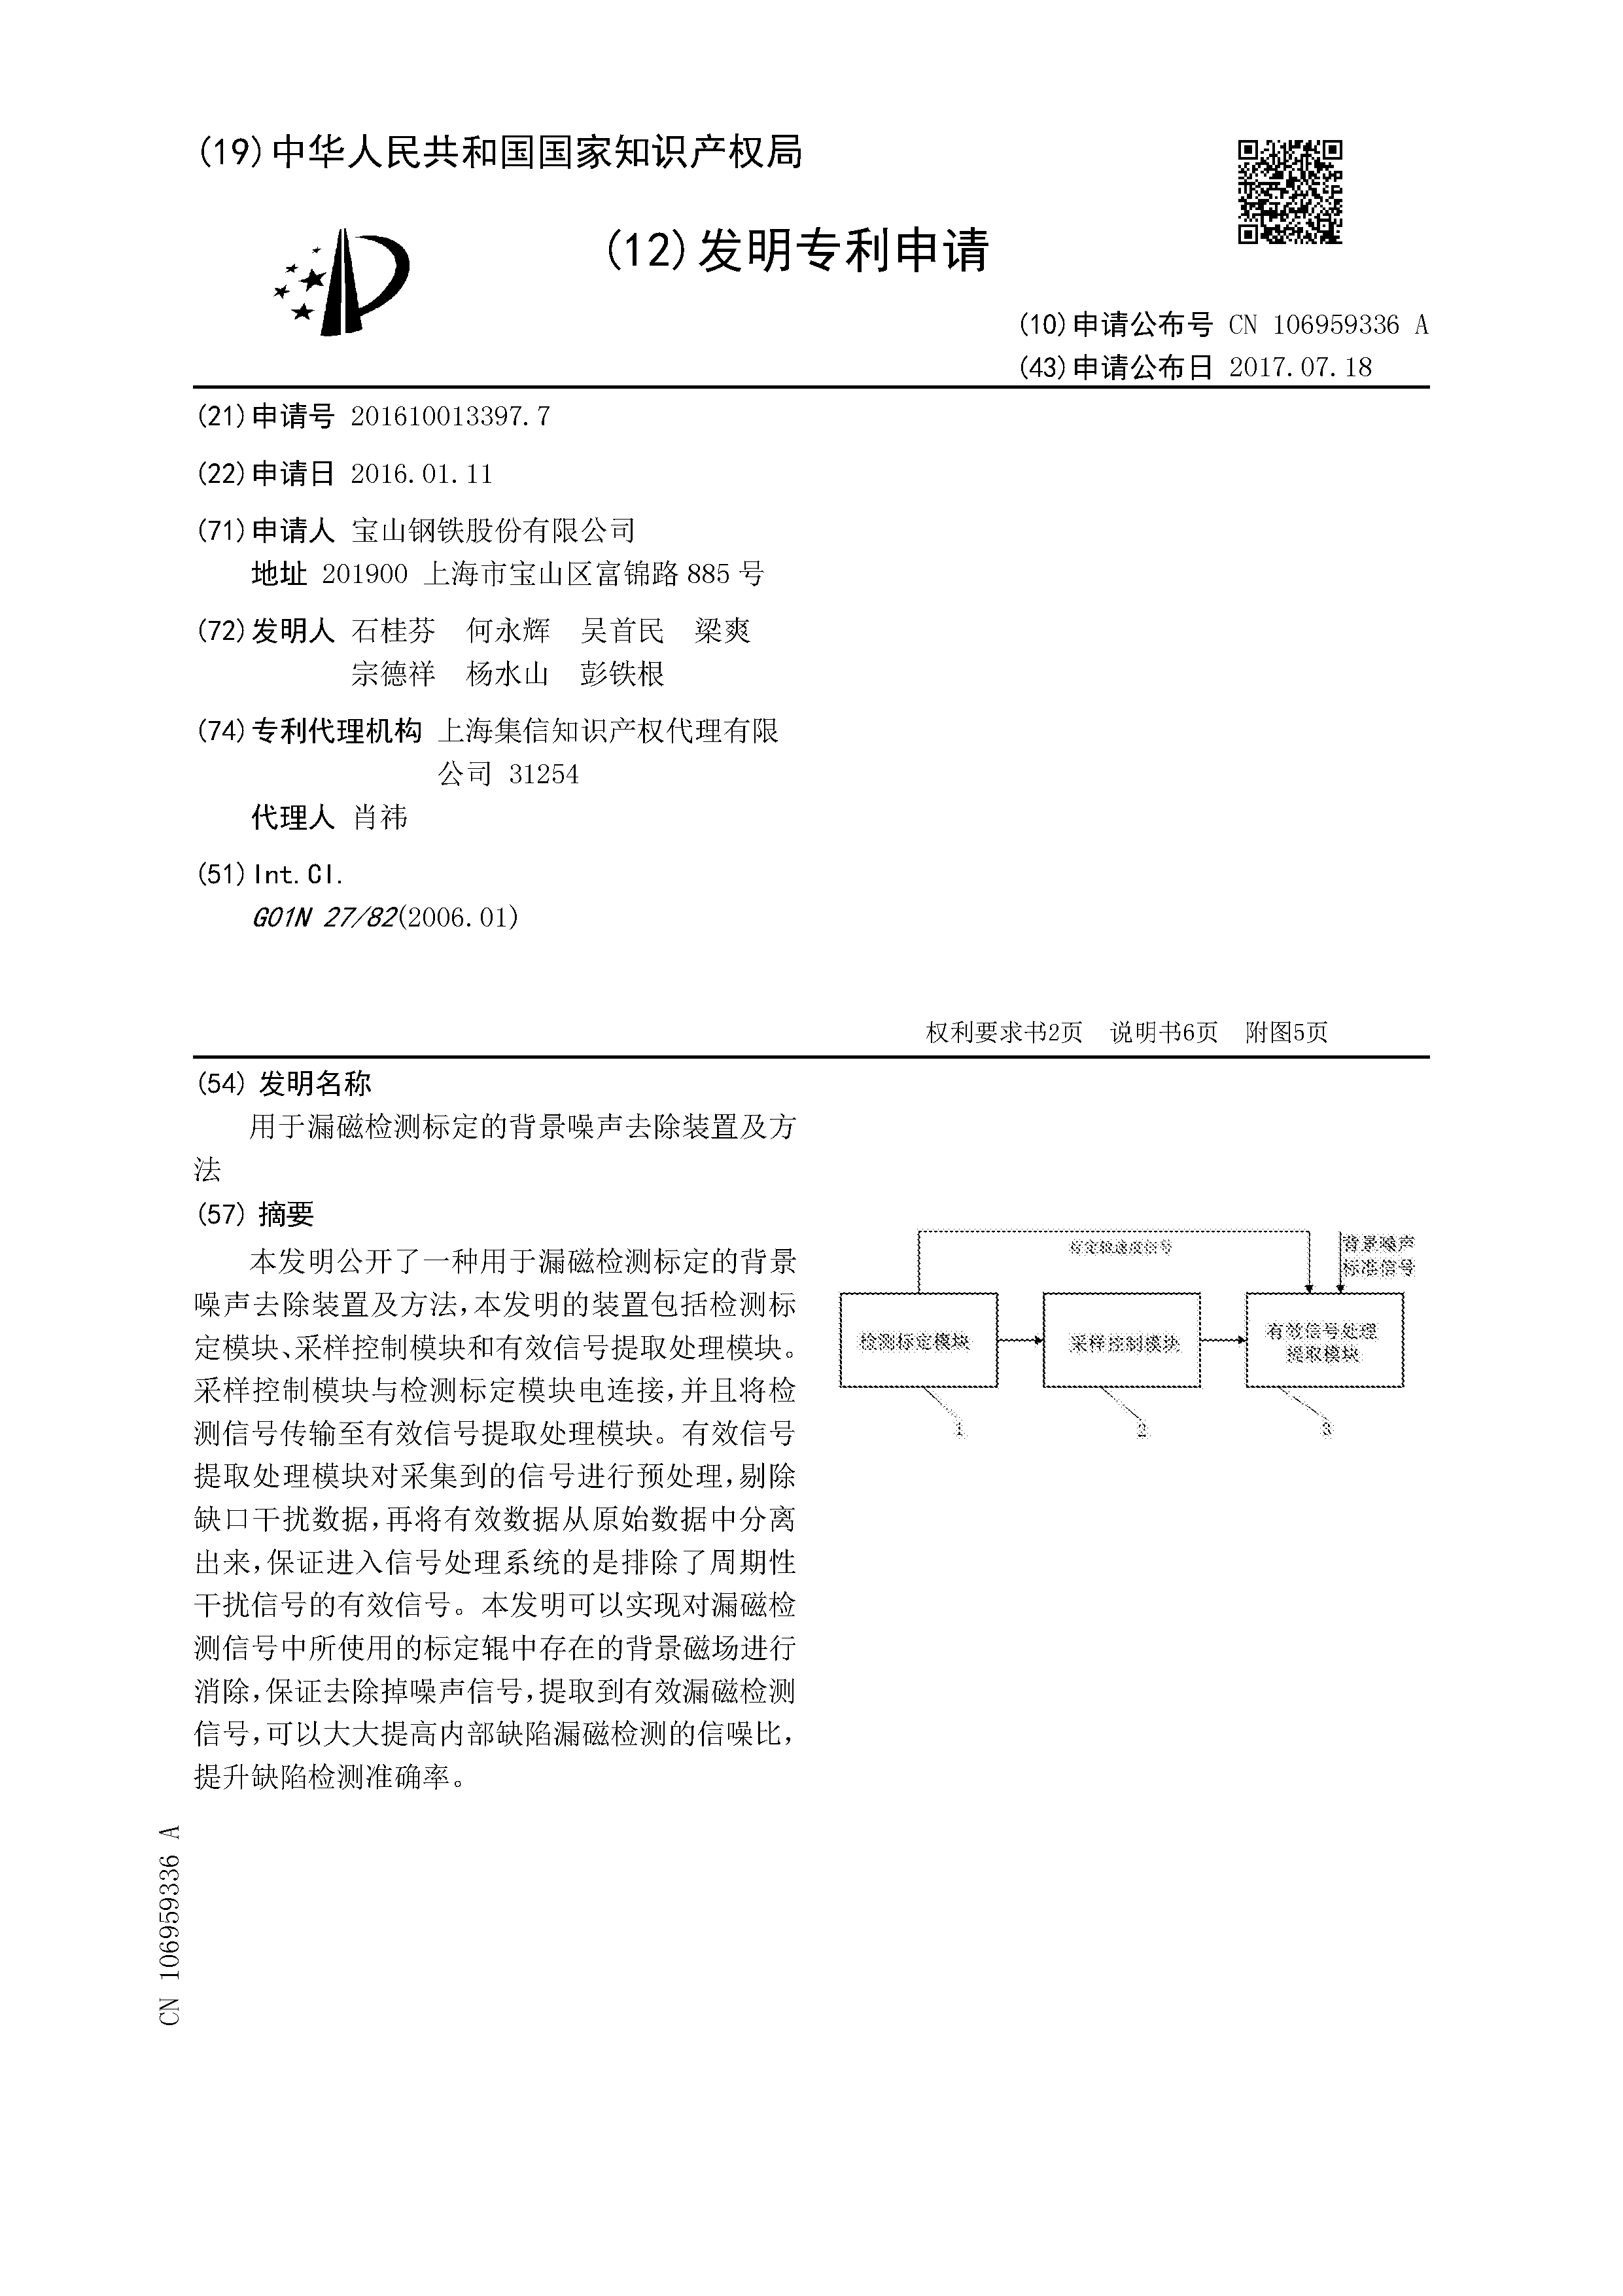 (19)中华人民共和国国家知识产权局
(12)发明专利申请
(10)申请公布号 CN 106959336 A
(43)申请公布日 2017.07.18
(21)申请号 201610013397.7
(22)申请日 2016.01.11
(71)申请人 宝山钢铁股份有限公司
地址 201900 上海市宝山区富锦路885号
(72)发明人 石桂芬 何永辉 吴首民 梁爽
宗德祥 杨水山 彭铁根
(74)专利代理机构 上海集信知识产权代理有限
公司 31254
代理人 肖祎
(51)Int.Cl.
G01N 27/82(2006.01)
权利要求书2页 说明书6页 附图5页
(54) 发明名称
用于漏磁检测标定的背景噪声去除装置及方
法
(57) 摘要
本发明公开了一种用于漏磁检测标定的背景
噪声去除装置及方法,本发明的装置包括检测标
定模块、采样控制模块和有效信号提取处理模块。
采样控制模块与检测标定模块电连接,并且将检
测信号传输至有效信号提取处理模块。有效信号
提取处理模块对采集到的信号进行预处理,剔除
缺口干扰数据,再将有效数据从原始数据中分离
出来,保证进入信号处理系统的是排除了周期性
干扰信号的有效信号。本发明可以实现对漏磁检
测信号中所使用的标定辊中存在的背景磁场进行
消除,保证去除掉噪声信号,提取到有效漏磁检测
信号,可以大大提高内部缺陷漏磁检测的信噪比,
提升缺陷检测准确率。
标定辊速度信号
背景噪声
标准信号
检测标定模块
采样控制模块
有效信号处理
提取模块
1
2
3
CN 106959336 A